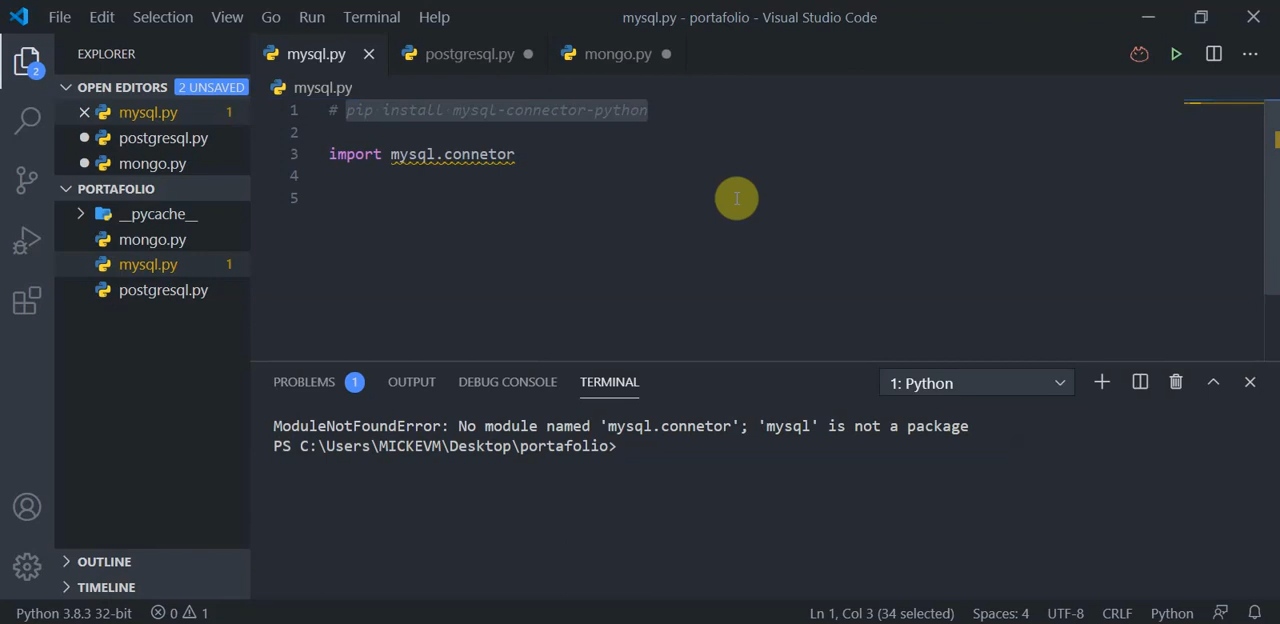 File Edit Selection View Go Run Terminal Help mysql.py - portafolio - Visual Studio Code
EXPLORER
mysql.py postgresql.py mongo.py
OPEN EDITORS 2 UNSAVED
mysql.py 1
postgresql.py
mongo.py
PORTAFOLIO
__pycache__
mongo.py
mysql.py 1
postgresql.py
OUTLINE
TIMELINE
2
mysql.py
1 # pip install mysql-connector-python
2
3 import mysql.connetor
4
5
PROBLEMS 1 OUTPUT DEBUG CONSOLE TERMINAL 1: Python
ModuleNotFoundError: No module named 'mysql.connetor'; 'mysql' is not a package
PS C:\Users\MICKEVM\Desktop\portafolio>
Python 3.8.3 32-bit 0 1 Ln 1, Col 3 (34 selected) Spaces: 4 UTF-8 CRLF Python